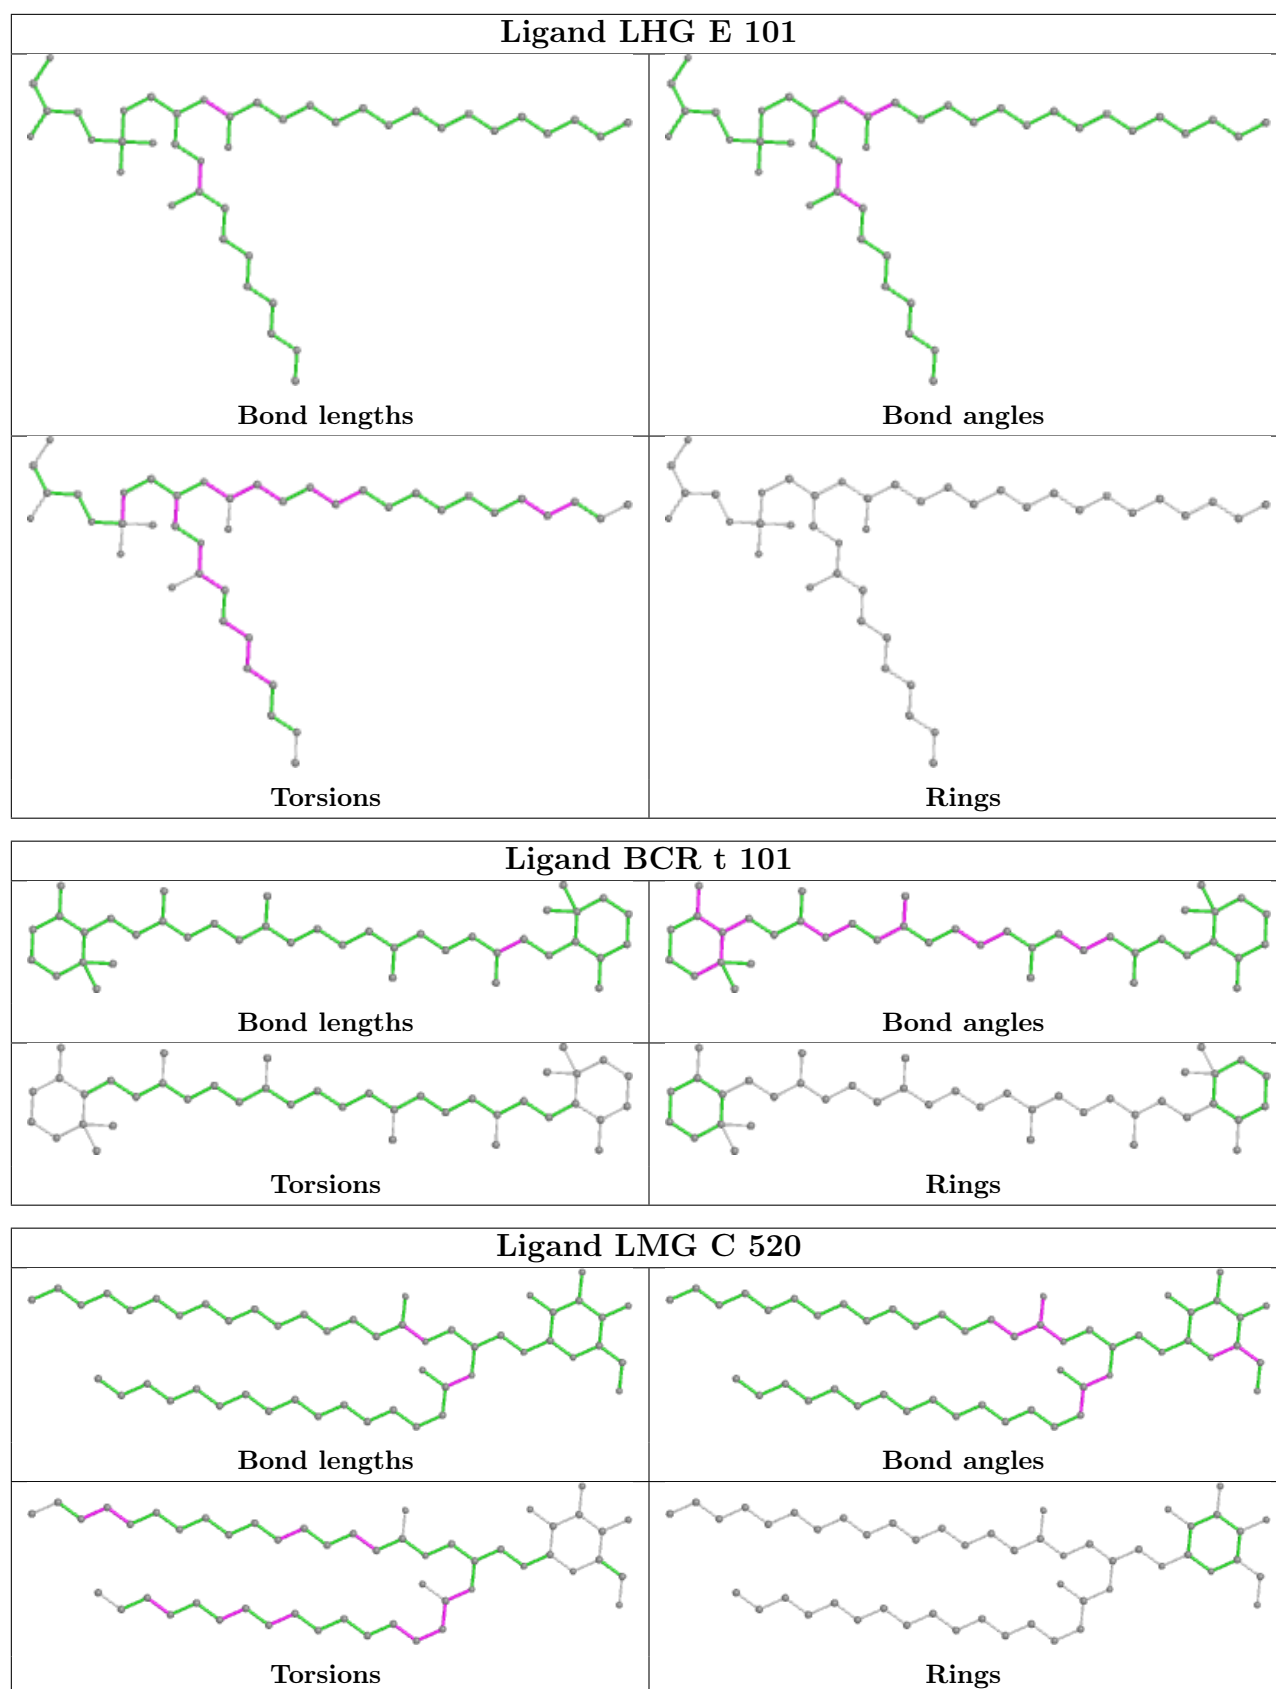 Ligand LHG E 101
Bond lengths
Bond angles
Torsions
Rings
Ligand BCR t 101
Bond lengths
Bond angles
Torsions
Rings
Ligand LMG C 520
Bond lengths
Bond angles
Torsions
Rings